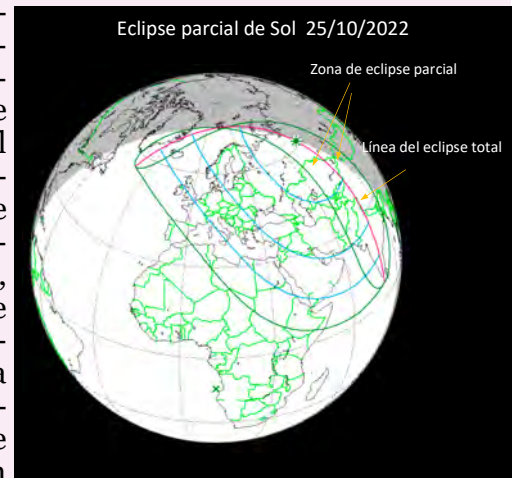 Eclipse parcial de Sol 25/10/2022
Zona de eclipse parcial
Línea del eclipse total